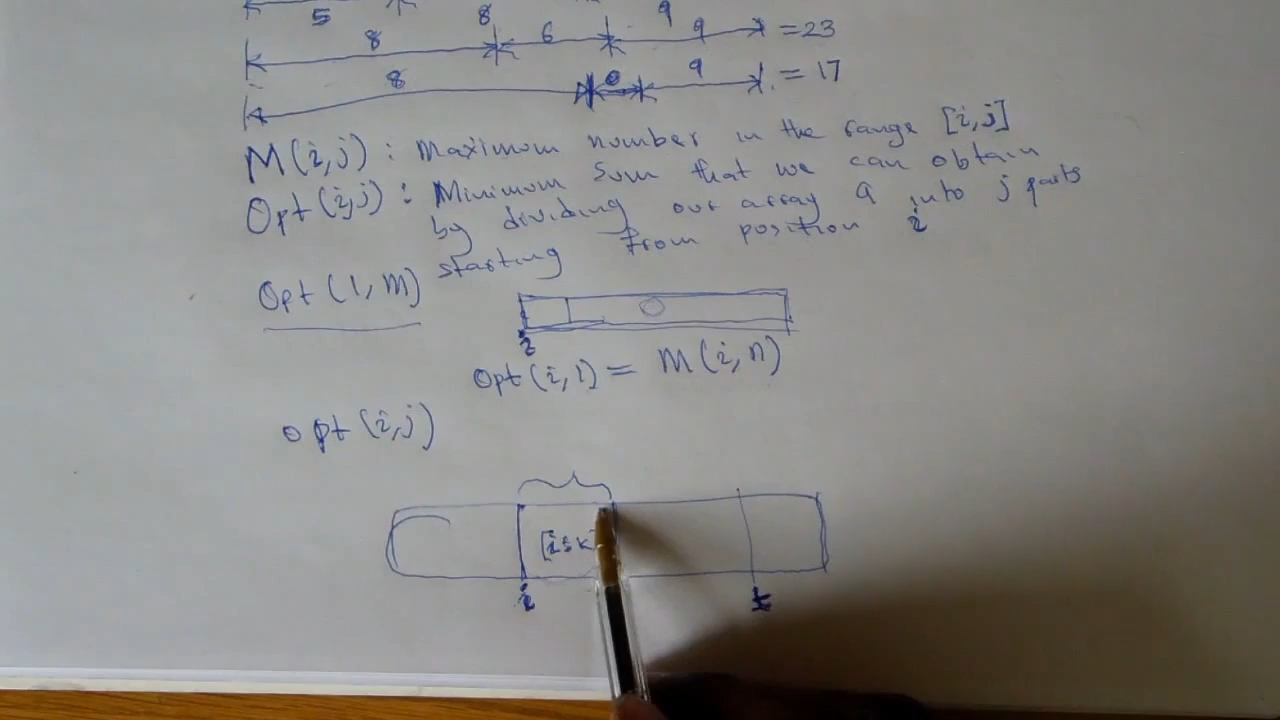 5 8 9
8 6 9 =23
8 0 9 = 17
M(i,j) : Maximum number in the range [i,j]
Opt(i,j) : Minimum sum that we can obtain
by dividing our array a into j parts
starting from position i
Opt(1,M)
i
Opt(i,1) = M(i,n)
Opt(i,j)
i